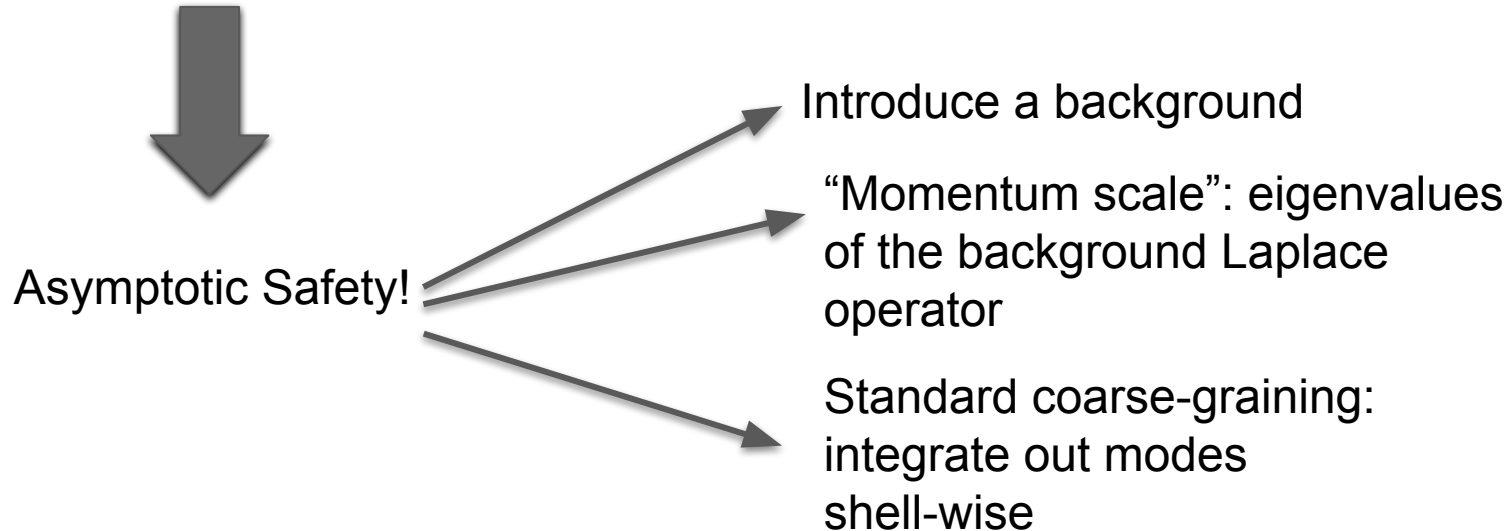 Introduce a background
“Momentum scale”: eigenvalues
of the background Laplace
operator
Asymptotic Safety!
Standard coarse-graining:
integrate out modes
shell-wise